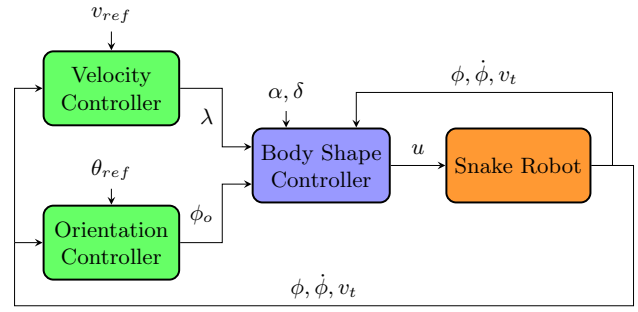 v_ref
Velocity
Controller
λ
α, δ
ϕ, ϕ̇, v_t
Body Shape
Controller
u
Snake Robot
θ_ref
Orientation
Controller
ϕ_o
ϕ, ϕ̇, v_t